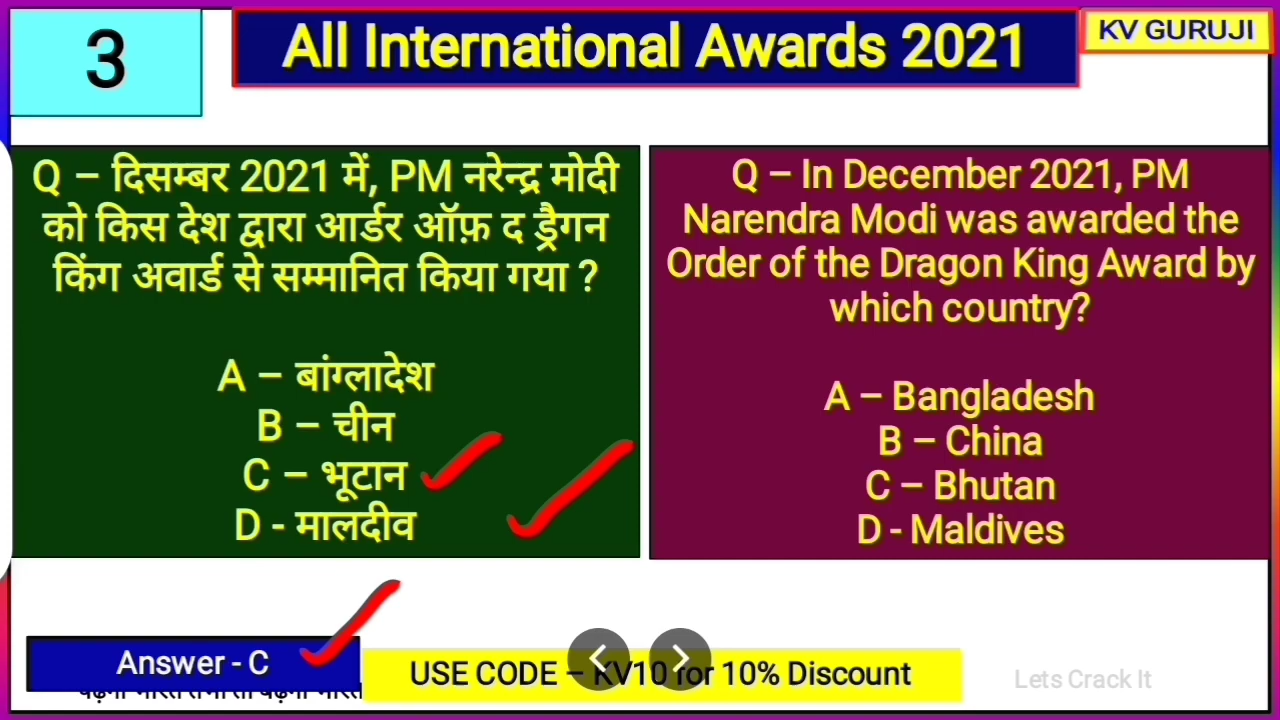 3
All International Awards 2021
KV GURUJI
Q – दिसम्बर 2021 में, PM नरेन्द्र मोदी
को किस देश द्वारा आर्डर ऑफ़ द ड्रैगन
किंग अवार्ड से सम्मानित किया गया ?
A – बांग्लादेश
B – चीन
C – भूटान
D - मालदीव
Q – In December 2021, PM
Narendra Modi was awarded the
Order of the Dragon King Award by
which country?
A – Bangladesh
B – China
C – Bhutan
D - Maldives
Answer - C
USE CODE – KV10 for 10% Discount
Lets Crack It